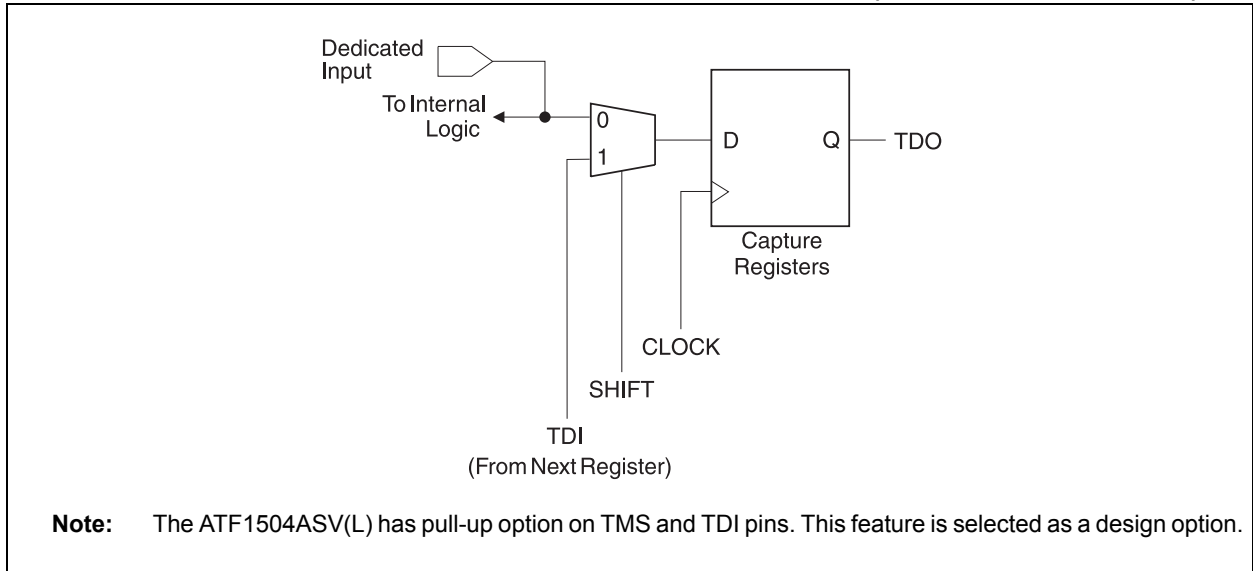 Dedicated
Input
To Internal
Logic
0
1
D
Q
TDO
Capture
Registers
CLOCK
SHIFT
TDI
(From Next Register)
Note: The ATF1504ASV(L) has pull-up option on TMS and TDI pins. This feature is selected as a design option.